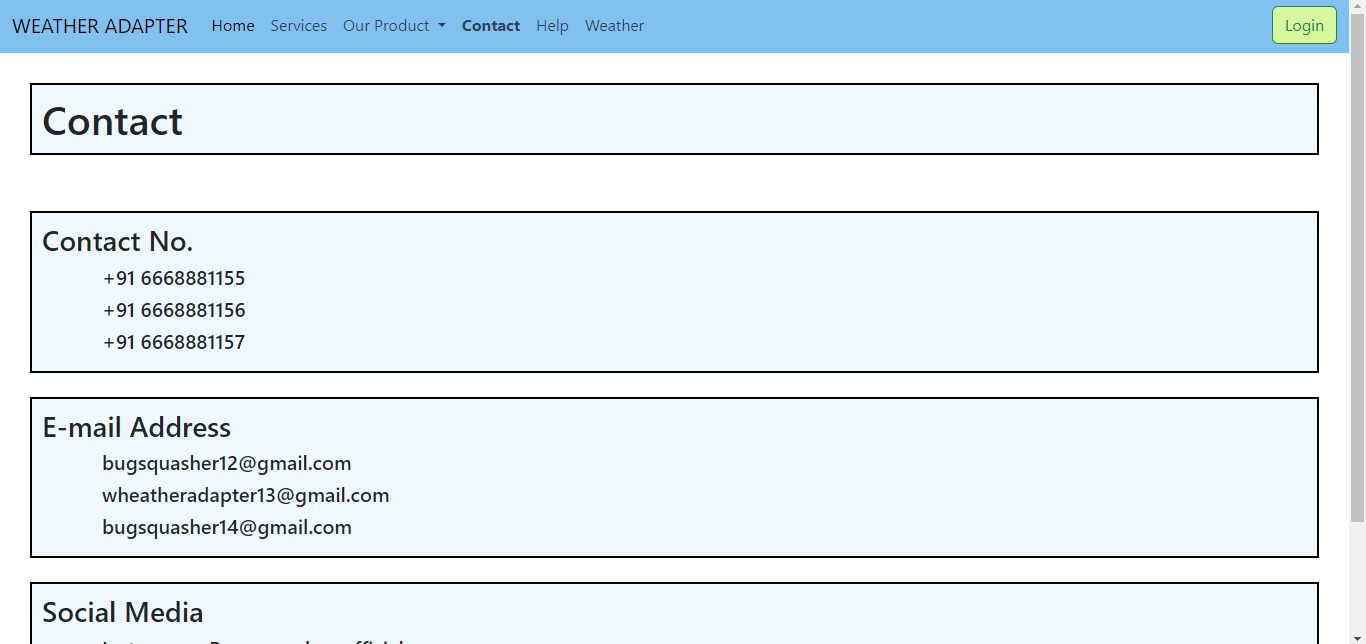 WEATHER ADAPTER Home Services Our Product Contact Help Weather Login
Contact
Contact No.
+91 6668881155
+91 6668881156
+91 6668881157
E-mail Address
bugsquasher12@gmail.com
wheatheradapter13@gmail.com
bugsquasher14@gmail.com
Social Media